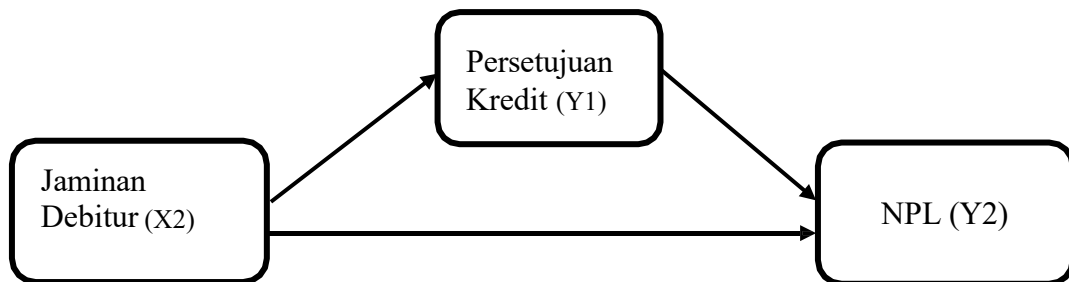 Persetujuan
Kredit (Y1)
Jaminan
Debitur (X2)
NPL (Y2)